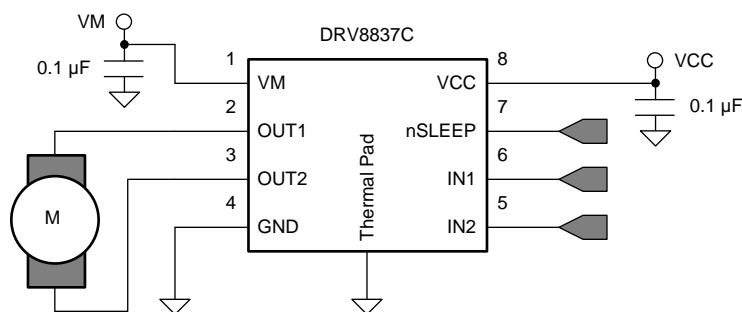 VM
DRV8837C
0.1 µF
1
VM
VCC
8
VCC
0.1 µF
2
OUT1
nSLEEP
7
3
OUT2
IN1
6
4
GND
IN2
5
Thermal Pad
M